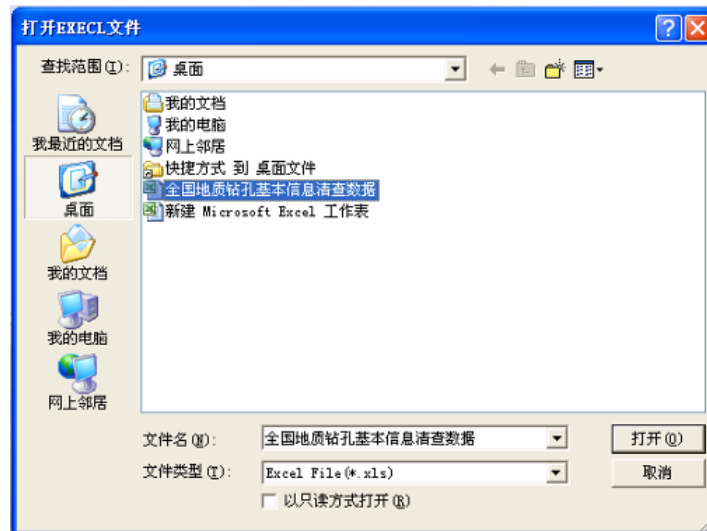 打开EXECL文件
查找范围(I):
桌面
我的文档
我的电脑
网上邻居
快捷方式 到 桌面文件
全国地质钻孔基本信息清查数据
新建 Microsoft Excel 工作表
我最近的文档
桌面
我的文档
我的电脑
网上邻居
文件名(N):
全国地质钻孔基本信息清查数据
打开(O)
文件类型(T):
Excel File(*.xls)
取消
以只读方式打开(R)